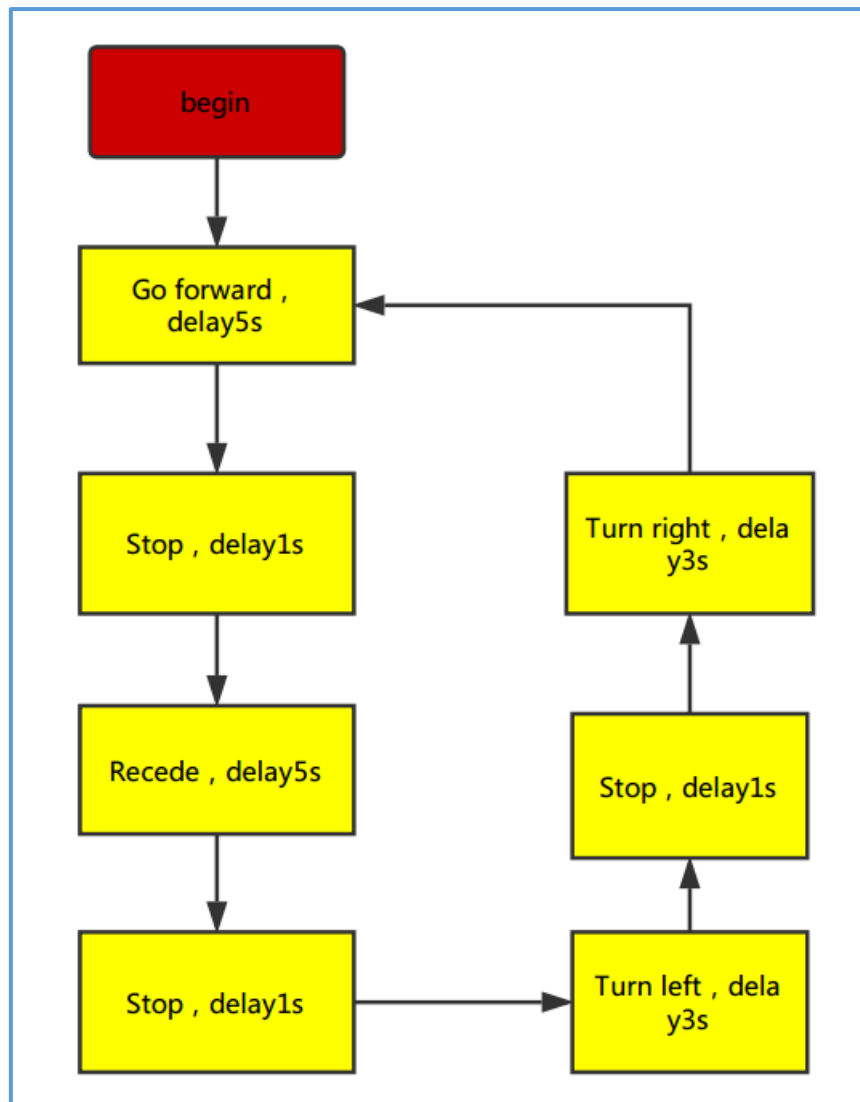 begin
Go forward，
delay5s
Stop，delay1s
Recede，delay5s
Stop，delay1s
Turn left，dela
y3s
Stop，delay1s
Turn right，dela
y3s